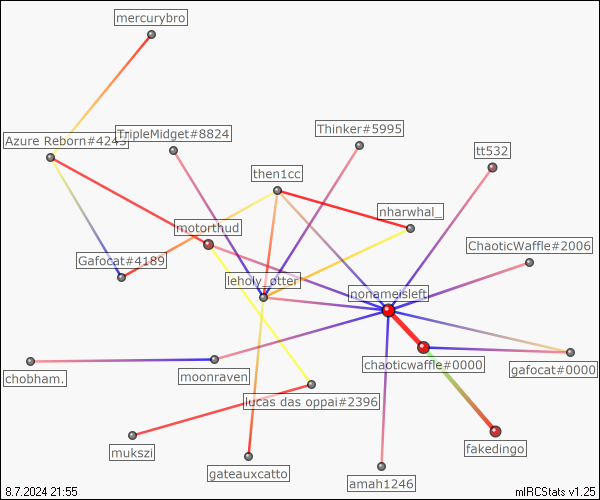 mercurybro
TripleMidget#8824
Thinker#5995
Azure Reborn#4243
tt532
then1cc
nharwhal_
motorthud
ChaoticWaffle#2006
Gafocat#4189
leholy_otter
nonameisleft
chaoticwaffle#0000
gafocat#0000
chobham.
moonraven
lucas das oppai#2396
mukszi
fakedingo
gateauxcatto
amah1246
8.7.2024 21:55
mIRCStats v1.25